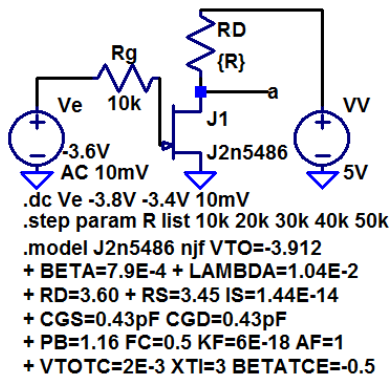 RD
Rg
{R}
a
Ve
10k
J1
VV
-3.6V
J2n5486
AC 10mV
5V
.dc Ve -3.8V -3.4V 10mV
.step param R list 10k 20k 30k 40k 50k
.model J2n5486 njf VTO=-3.912
+ BETA=7.9E-4 + LAMBDA=1.04E-2
+ RD=3.60 + RS=3.45 IS=1.44E-14
+ CGS=0.43pF CGD=0.43pF
+ PB=1.16 FC=0.5 KF=6E-18 AF=1
+ VTOTC=2E-3 XTI=3 BETATCE=-0.5